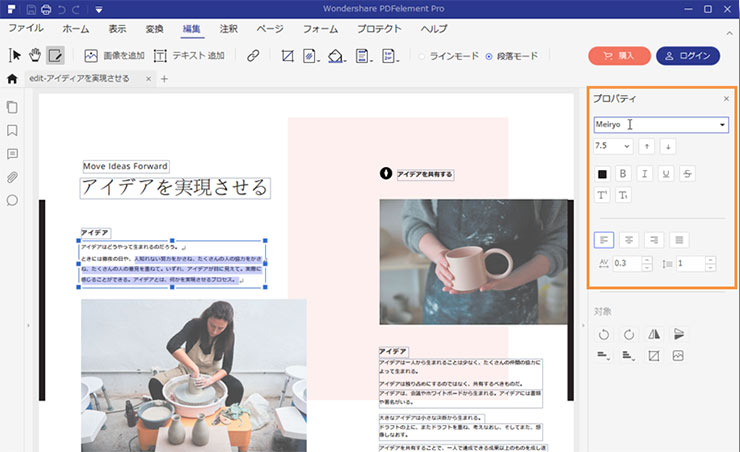 Wondershare PDFelement Pro
ファイル ホーム 表示 変換 編集 注釈 ページ フォーム プロテクト ヘルプ
画像を追加 テキスト追加 ラインモード 段落モード 購入 ログイン
edit-アイディアを実現させる
プロパティ
Meiryo
7.5
B I U S
T T
AV 0.3 1
対象
Move Ideas Forward
アイデアを実現させる
アイデア
アイデアはどうやって生まれるのだろう。
ときには徹夜の日や、人知れない努力をかさね、たくさんの人の協力をかさ
ね、たくさんの人の意見を重ねて。いずれ、アイデアが目に見えて。実際に
感じることができる。アイデアとは、何かを実現させるプロセス。
アイデアを共有する
アイデア
アイデアは一人から生まれることは少なく、たくさんの仲間の協力に
よって生まれる。
アイデアは独り占めにするのではなく、共有するべきものだ。
アイデアは、会議やホワイトボードから生まれる。アイデアには書類
や署名がいる。
大きなアイデアは小さな決断から生まれる。
ドラフトの上に、またドラフトを重ね、考えなおし、そしてまた、想
像しなおす。
アイデアを共有することで、一人で達成できる成果以上のものを成し遂